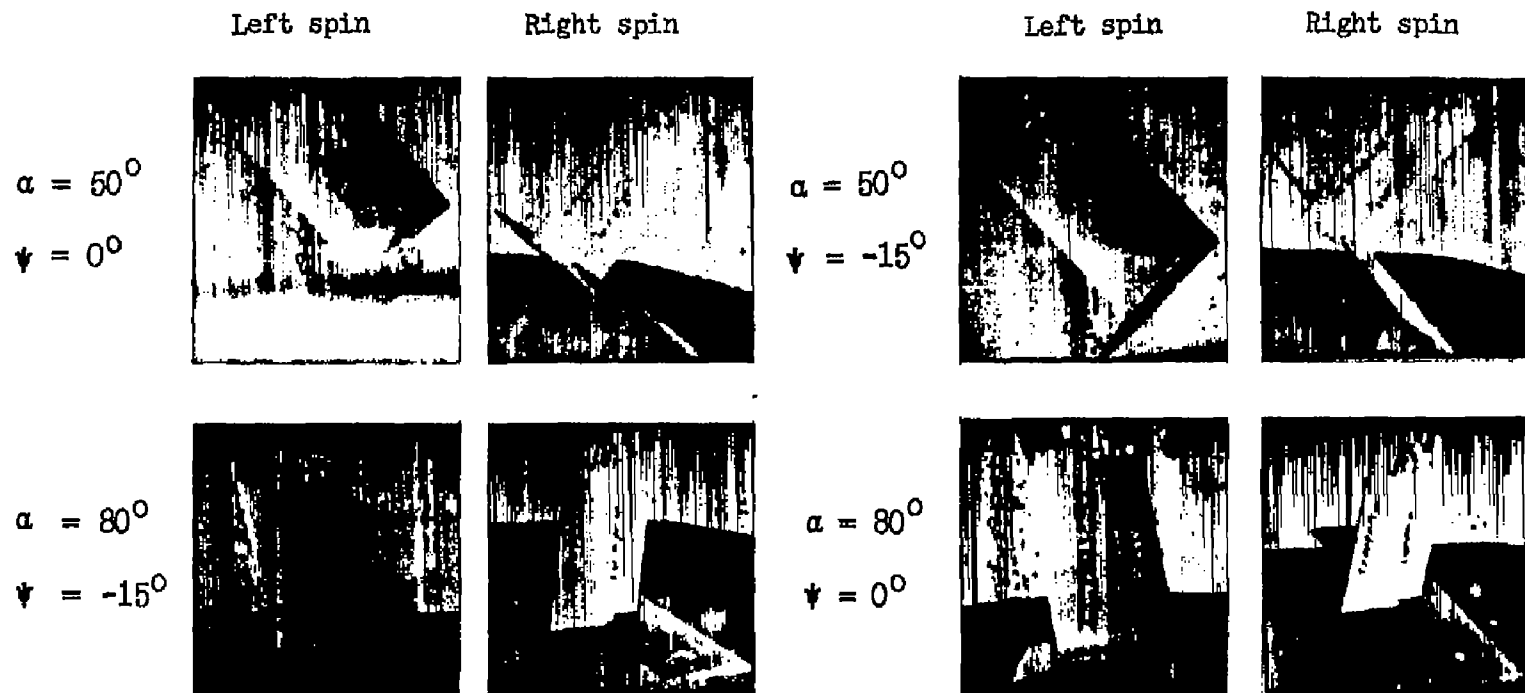 Left spin Right spin Left spin Right spin
α = 50° α = 50°
ψ = 0° ψ = -15°
α = 80° α = 80°
ψ = -15° ψ = 0°